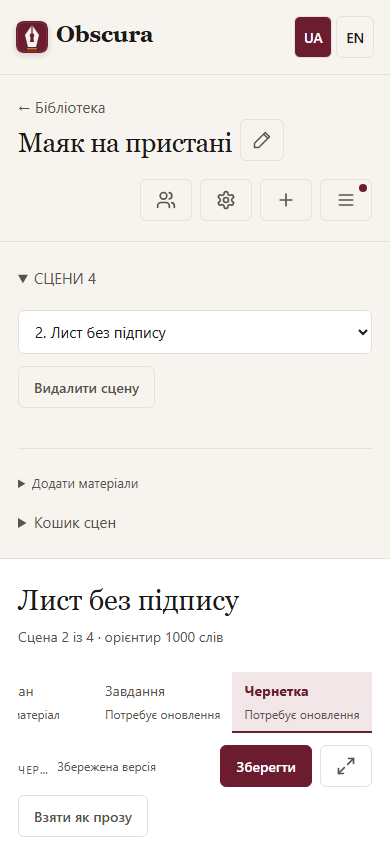 Obscura
UA EN
← Бібліотека
Маяк на пристані
СЦЕНИ 4
2. Лист без підпису
Видалити сцену
Додати матеріали
Кошик сцен
Лист без підпису
Сцена 2 із 4 · орієнтир 1000 слів
ан Завдання Чернетка
матеріал Потребує оновлення Потребує оновлення
ЧЕР... Збережена версія Зберегти
Взяти як прозу